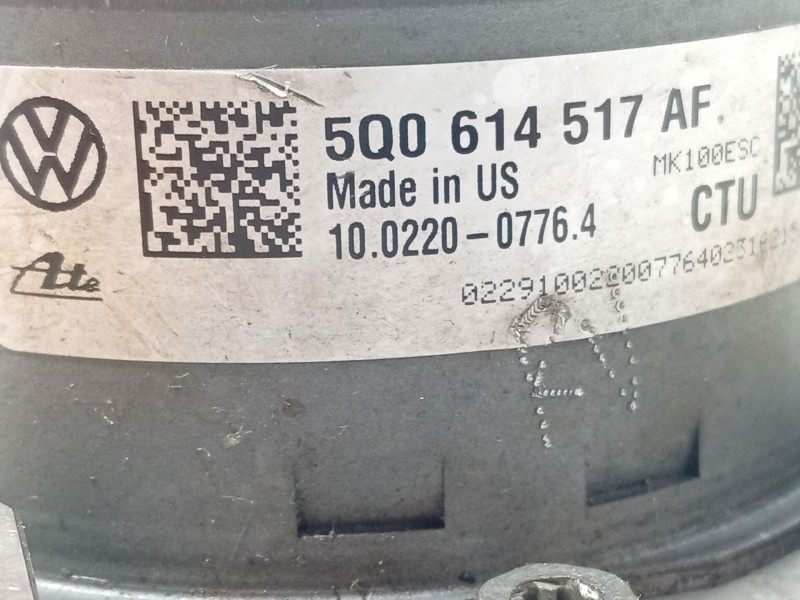 5Q0 614 517 AF.
MK100ESC
Made in US
CTU
10.0220-0776.4
Ate